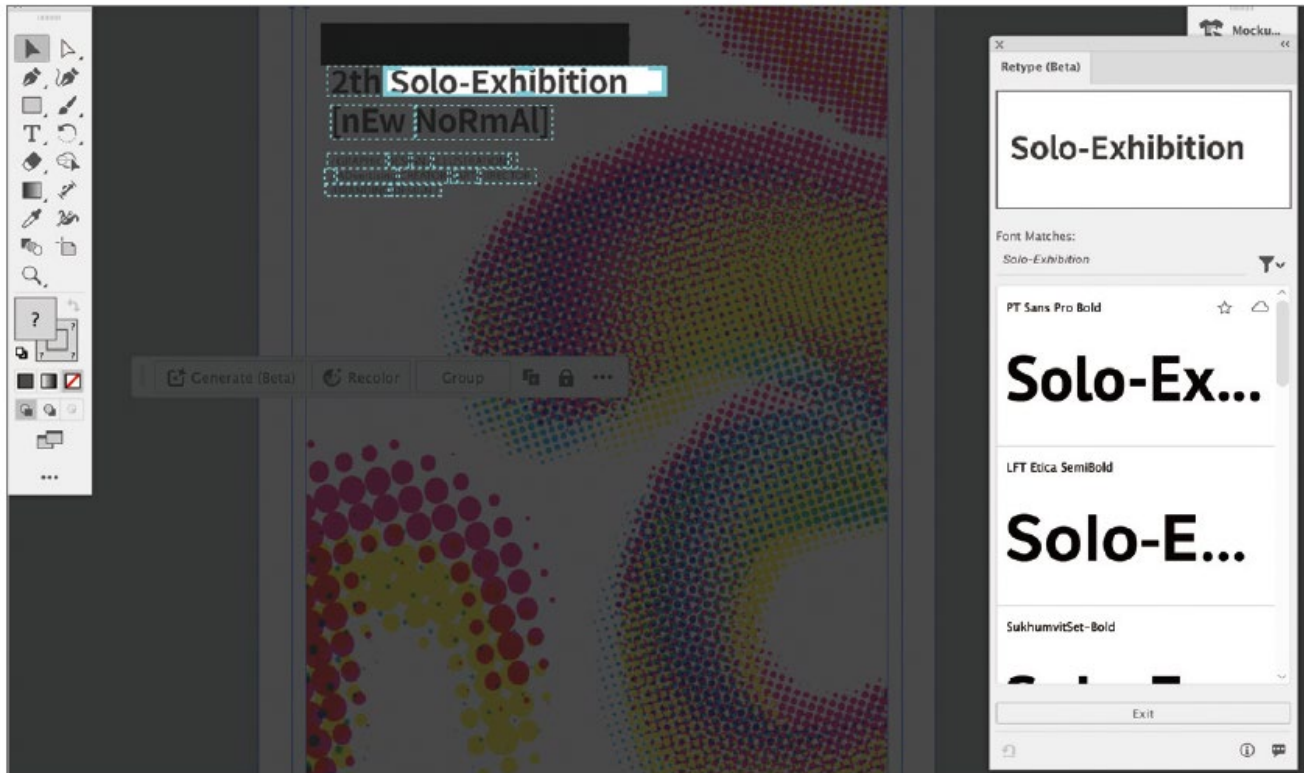 Mocku...
Retype (Beta)
2th Solo-Exhibition
[nEw NoRmAl]
Solo-Exhibition
Font Matches:
Solo-Exhibition
PT Sans Pro Bold
Solo-Ex...
Generate (Beta) Recolor Group
LFT Etica SemiBold
Solo-E...
SukhumvitSet-Bold
Exit